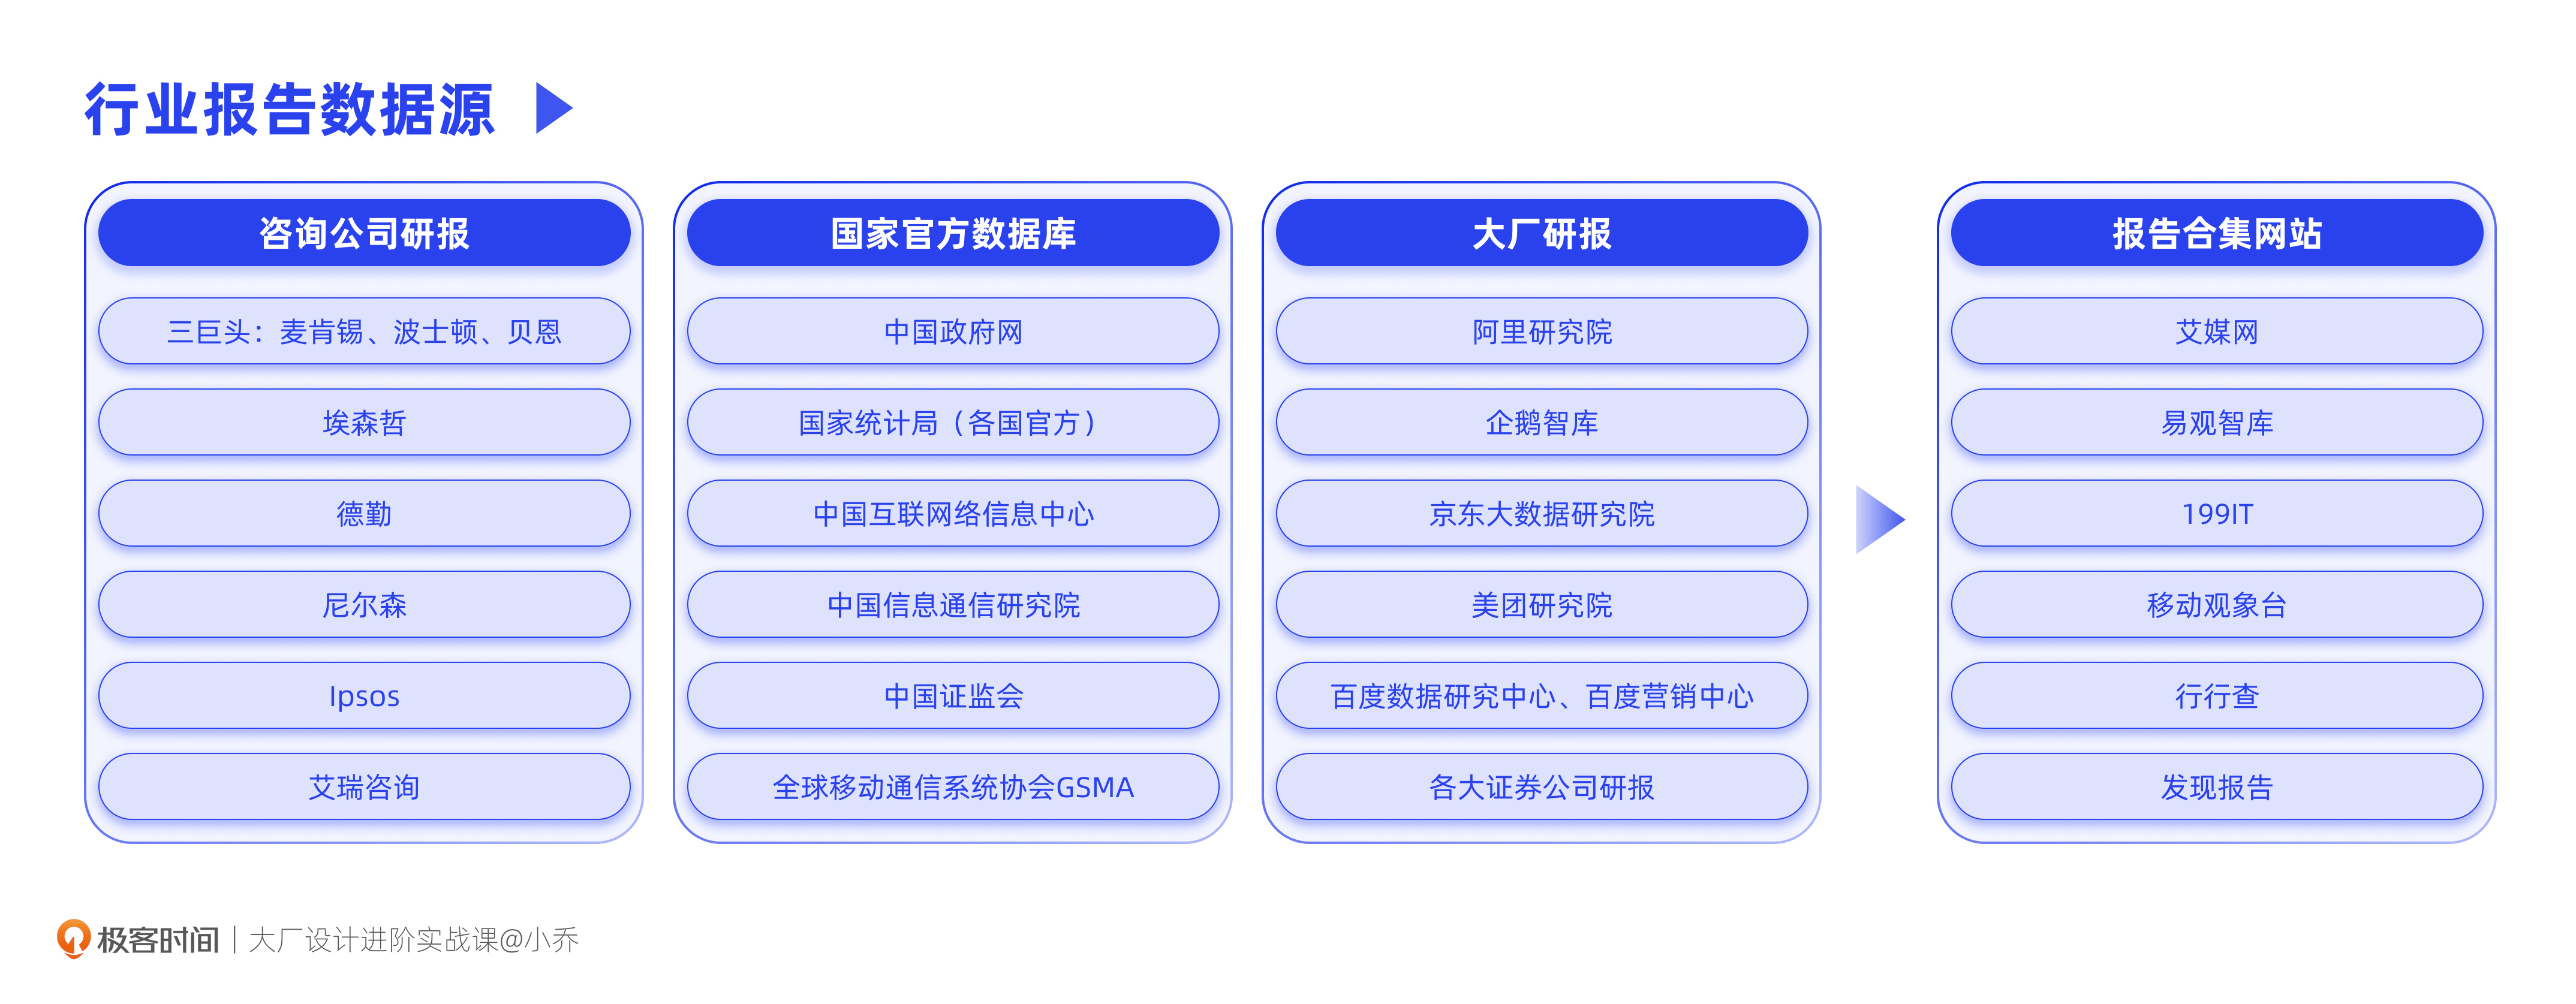 行业报告数据源
咨询公司研报
三巨头：麦肯锡、波士顿、贝恩
埃森哲
德勤
尼尔森
Ipsos
艾瑞咨询
国家官方数据库
中国政府网
国家统计局（各国官方）
中国互联网络信息中心
中国信息通信研究院
中国证监会
全球移动通信系统协会GSMA
大厂研报
阿里研究院
企鹅智库
京东大数据研究院
美团研究院
百度数据研究中心、百度营销中心
各大证券公司研报
报告合集网站
艾媒网
易观智库
199IT
移动观象台
行行查
发现报告
极客时间｜大厂设计进阶实战课@小乔